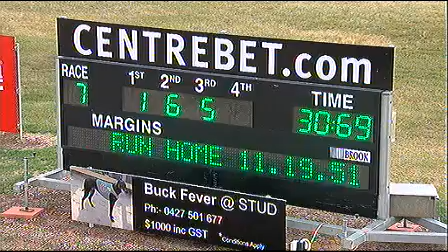 CENTREBET.com
RACE 1ST 2ND 3RD 4TH TIME
7 1 6 5 30:69
MARGINS
BROOK
RUN HOME 11.19.51
Buck Fever @ STUD
Ph:- 0427 501 677
$1000 inc GST *Conditions Apply